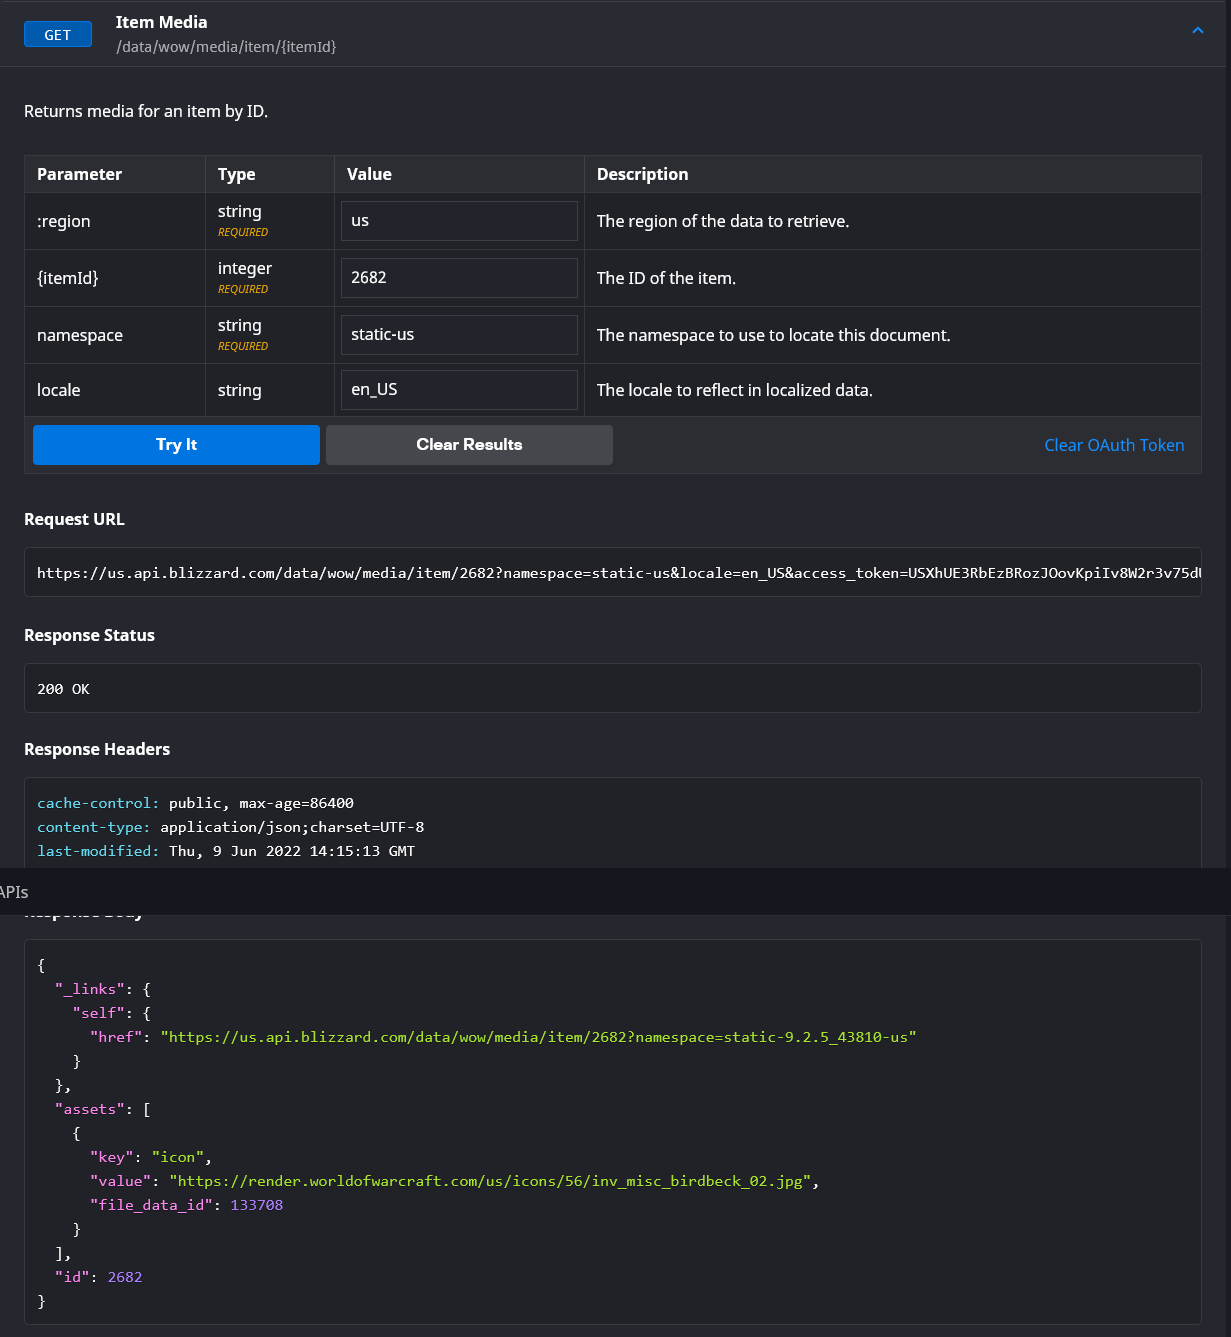 GET
Item Media
/data/wow/media/item/{itemId}
Returns media for an item by ID.
Parameter Type Value Description
:region string REQUIRED us The region of the data to retrieve.
{itemId} integer REQUIRED 2682 The ID of the item.
namespace string REQUIRED static-us The namespace to use to locate this document.
locale string en_US The locale to reflect in localized data.
Try It Clear Results Clear OAuth Token
Request URL
https://us.api.blizzard.com/data/wow/media/item/2682?namespace=static-us&locale=en_US&access_token=USXhUE3RbEzBRozJOovKpiIv8W2r3v75d
Response Status
200 OK
Response Headers
cache-control: public, max-age=86400
content-type: application/json;charset=UTF-8
last-modified: Thu, 9 Jun 2022 14:15:13 GMT
APIs
Response Body
{
"_links": {
"self": {
"href": "https://us.api.blizzard.com/data/wow/media/item/2682?namespace=static-9.2.5_43810-us"
}
},
"assets": [
{
"key": "icon",
"value": "https://render.worldofwarcraft.com/us/icons/56/inv_misc_birdbeck_02.jpg",
"file_data_id": 133708
}
],
"id": 2682
}